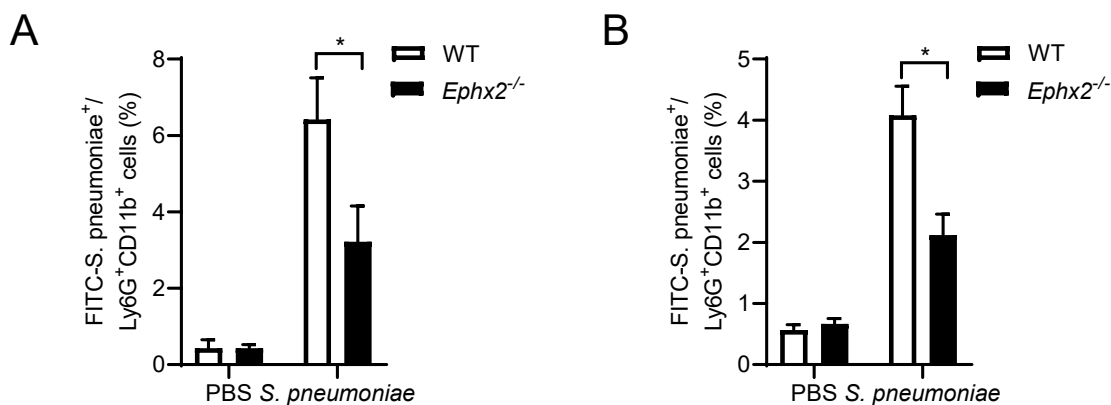 A
FITC-S. pneumoniae+/
Ly6G+CD11b+ cells (%)
8
6
4
2
0
*
WT
Ephx2-/-
PBS S. pneumoniae
B
FITC-S. pneumoniae+/
Ly6G+CD11b+ cells (%)
5
4
3
2
1
0
*
WT
Ephx2-/-
PBS S. pneumoniae